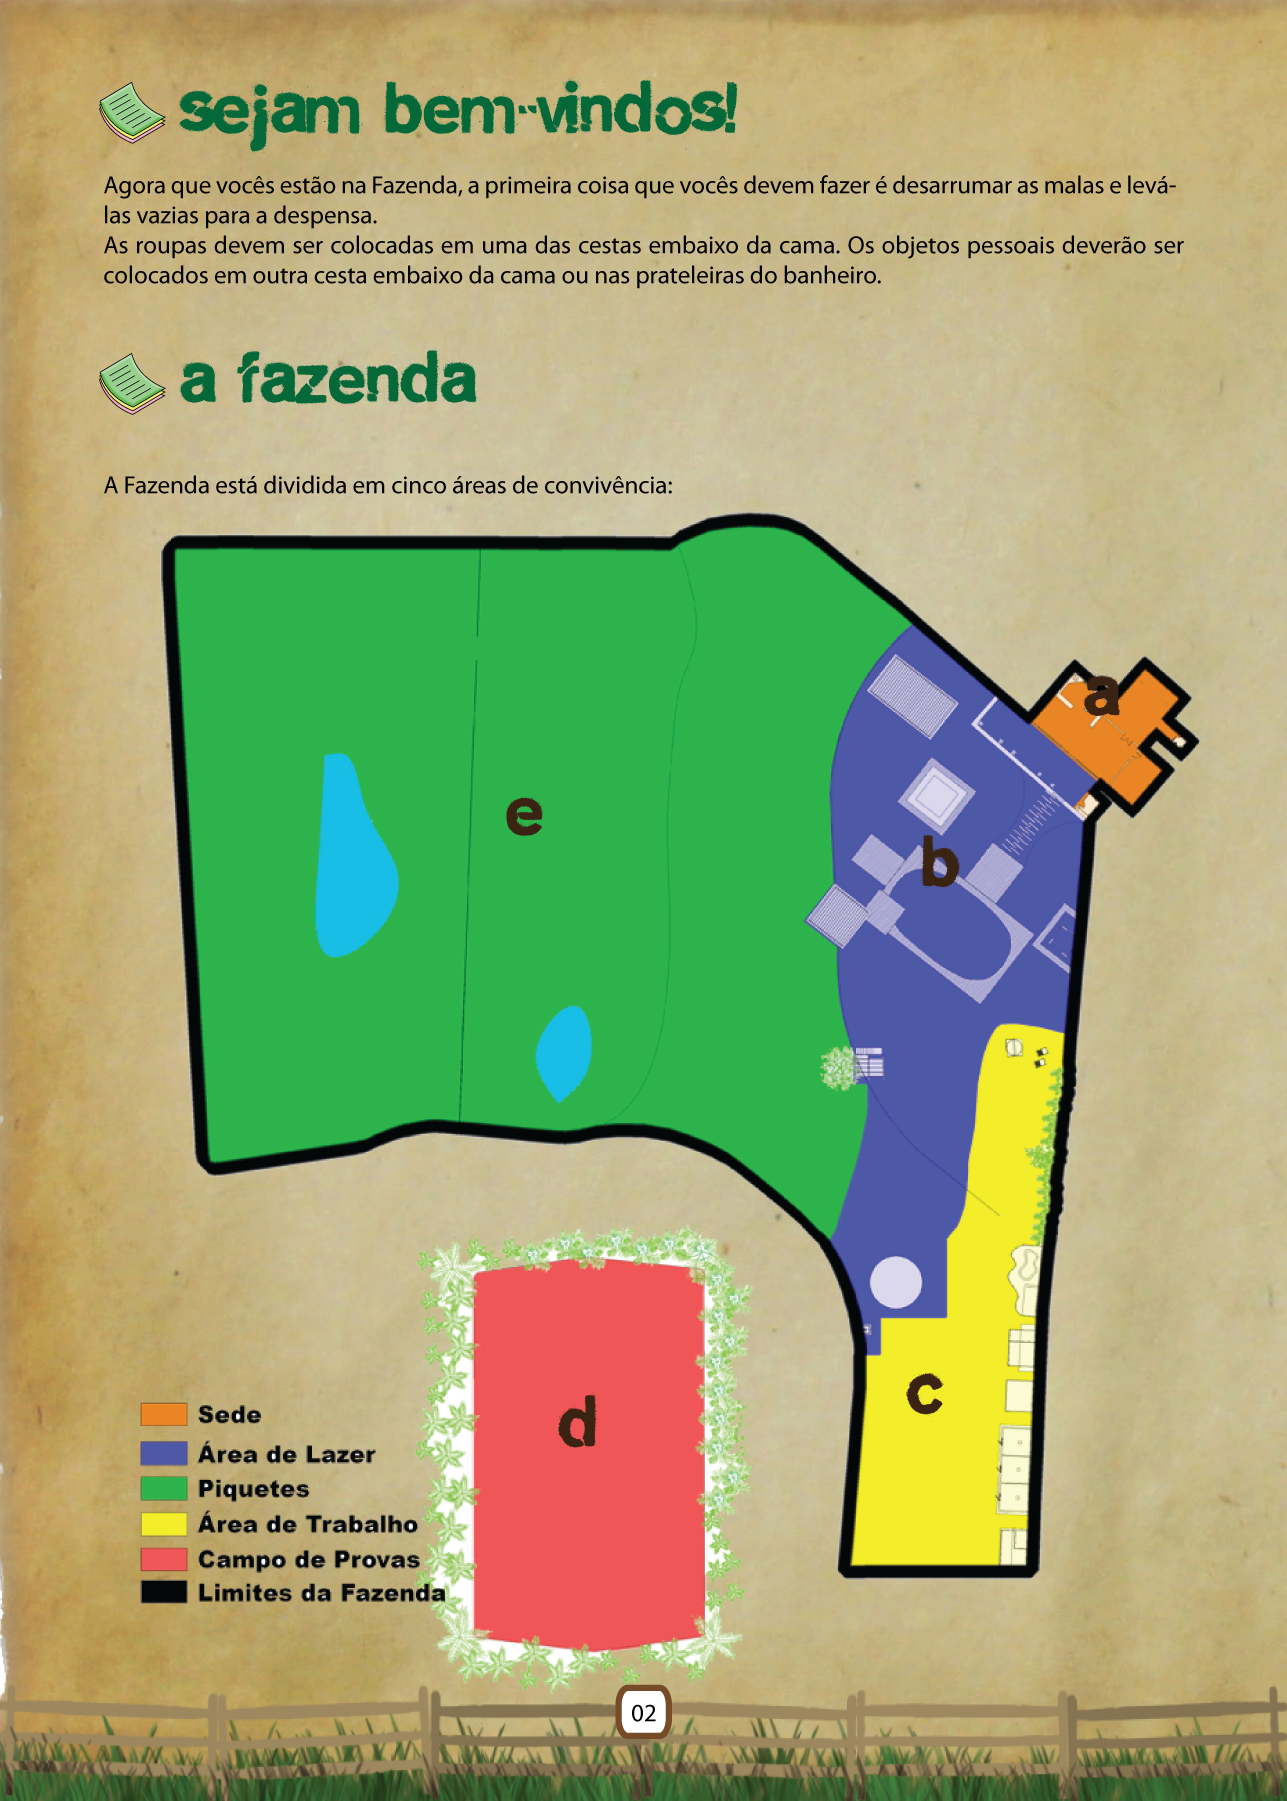 sejam bem-vindos!
Agora que vocês estão na Fazenda, a primeira coisa que vocês devem fazer é desarrumar as malas e levá-
las vazias para a despensa.
As roupas devem ser colocadas em uma das cestas embaixo da cama. Os objetos pessoais deverão ser
colocados em outra cesta embaixo da cama ou nas prateleiras do banheiro.
a fazenda
A Fazenda está dividida em cinco áreas de convivência:
a
e
b
c
d
Sede
Área de Lazer
Piquetes
Área de Trabalho
Campo de Provas
Limites da Fazenda
02